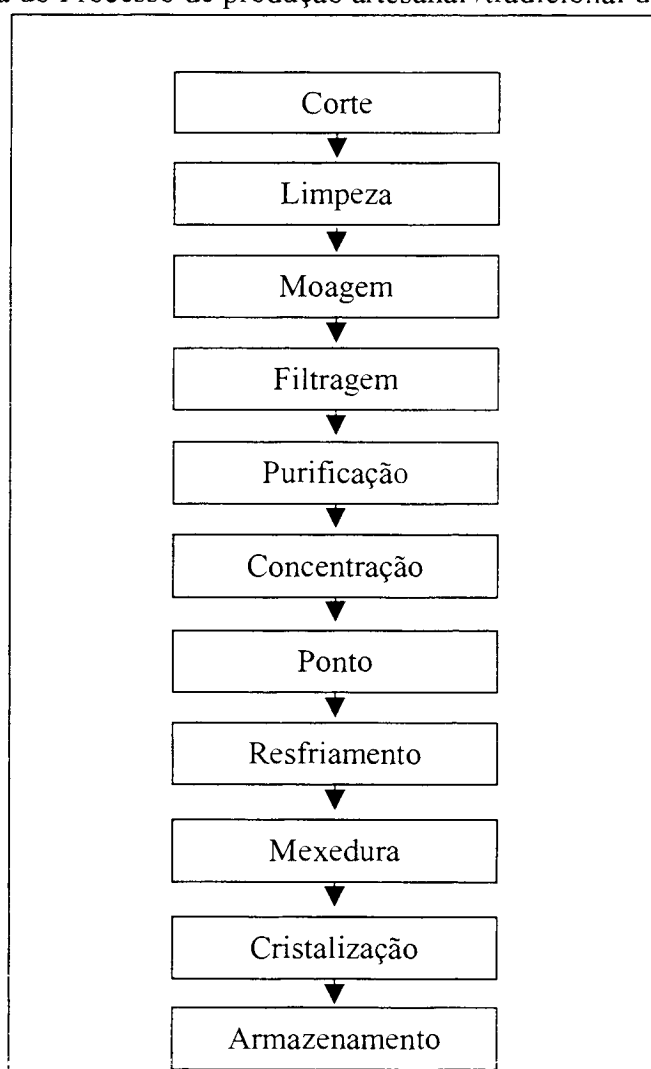 do Processo de produção artesanal/tradicional d
Corte
Limpeza
Moagem
Filtragem
Purificação
Concentração
Ponto
Resfriamento
Mexedura
Cristalização
Armazenamento